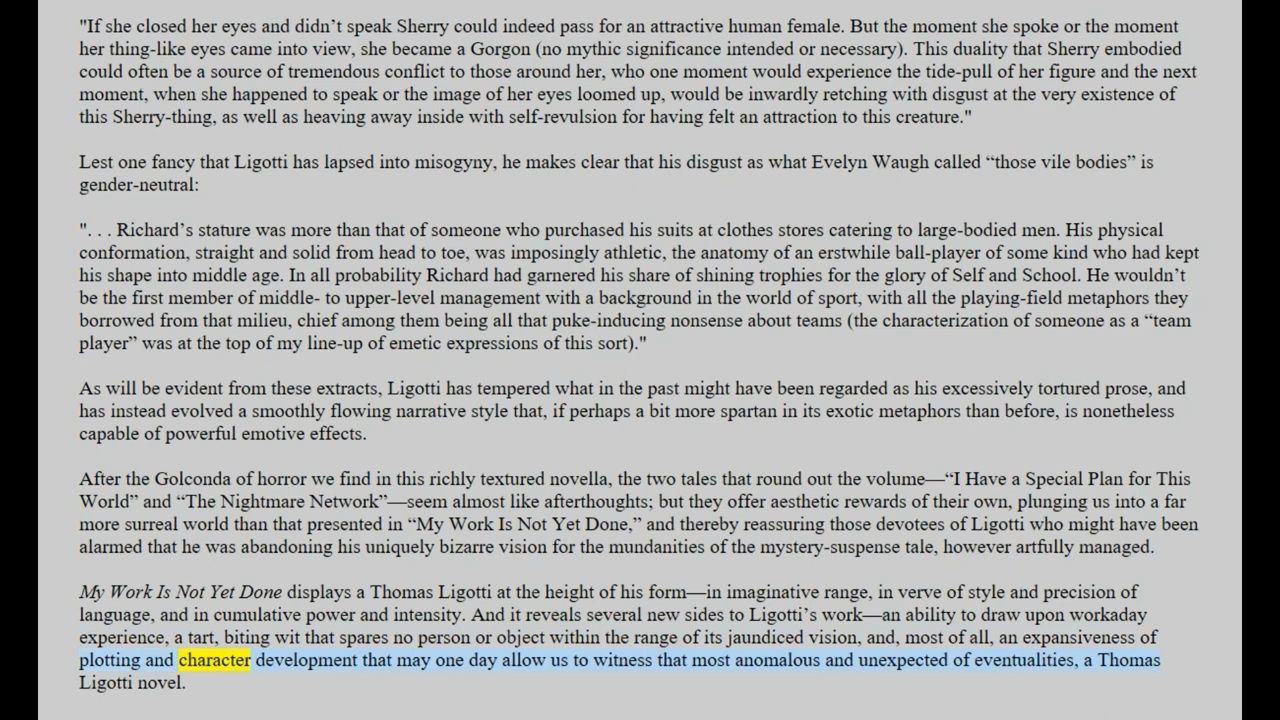 "If she closed her eyes and didn’t speak Sherry could indeed pass for an attractive human female. But the moment she spoke or the moment
her thing-like eyes came into view, she became a Gorgon (no mythic significance intended or necessary). This duality that Sherry embodied
could often be a source of tremendous conflict to those around her, who one moment would experience the tide-pull of her figure and the next
moment, when she happened to speak or the image of her eyes loomed up, would be inwardly retching with disgust at the very existence of
this Sherry-thing, as well as heaving away inside with self-revulsion for having felt an attraction to this creature."
Lest one fancy that Ligotti has lapsed into misogyny, he makes clear that his disgust as what Evelyn Waugh called “those vile bodies” is
gender-neutral:
". . . Richard’s stature was more than that of someone who purchased his suits at clothes stores catering to large-bodied men. His physical
conformation, straight and solid from head to toe, was imposingly athletic, the anatomy of an erstwhile ball-player of some kind who had kept
his shape into middle age. In all probability Richard had garnered his share of shining trophies for the glory of Self and School. He wouldn’t
be the first member of middle- to upper-level management with a background in the world of sport, with all the playing-field metaphors they
borrowed from that milieu, chief among them being all that puke-inducing nonsense about teams (the characterization of someone as a “team
player” was at the top of my line-up of emetic expressions of this sort)."
As will be evident from these extracts, Ligotti has tempered what in the past might have been regarded as his excessively tortured prose, and
has instead evolved a smoothly flowing narrative style that, if perhaps a bit more spartan in its exotic metaphors than before, is nonetheless
capable of powerful emotive effects.
After the Golconda of horror we find in this richly textured novella, the two tales that round out the volume—“I Have a Special Plan for This
World” and “The Nightmare Network”—seem almost like afterthoughts; but they offer aesthetic rewards of their own, plunging us into a far
more surreal world than that presented in “My Work Is Not Yet Done,” and thereby reassuring those devotees of Ligotti who might have been
alarmed that he was abandoning his uniquely bizarre vision for the mundanities of the mystery-suspense tale, however artfully managed.
My Work Is Not Yet Done displays a Thomas Ligotti at the height of his form—in imaginative range, in verve of style and precision of
language, and in cumulative power and intensity. And it reveals several new sides to Ligotti’s work—an ability to draw upon workaday
experience, a tart, biting wit that spares no person or object within the range of its jaundiced vision, and, most of all, an expansiveness of
plotting and character development that may one day allow us to witness that most anomalous and unexpected of eventualities, a Thomas
Ligotti novel.